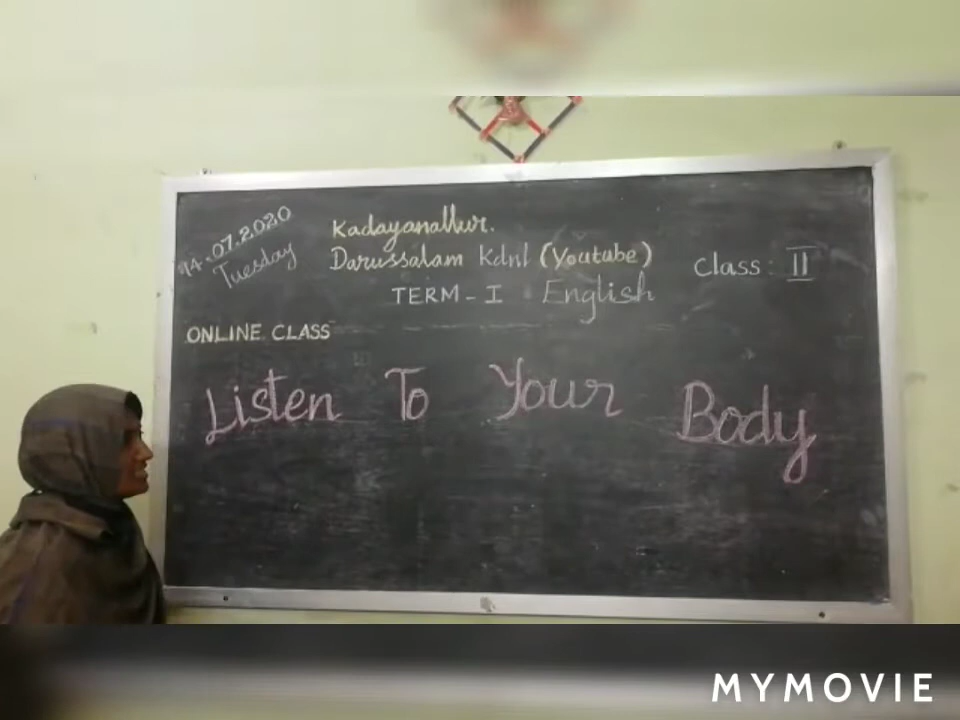 14.07.2020
Tuesday
Kadayanallur.
Darussalam Kdnl (Youtube)
Class: II
TERM - I English
ONLINE CLASS
Listen To Your Body
MYMOVIE